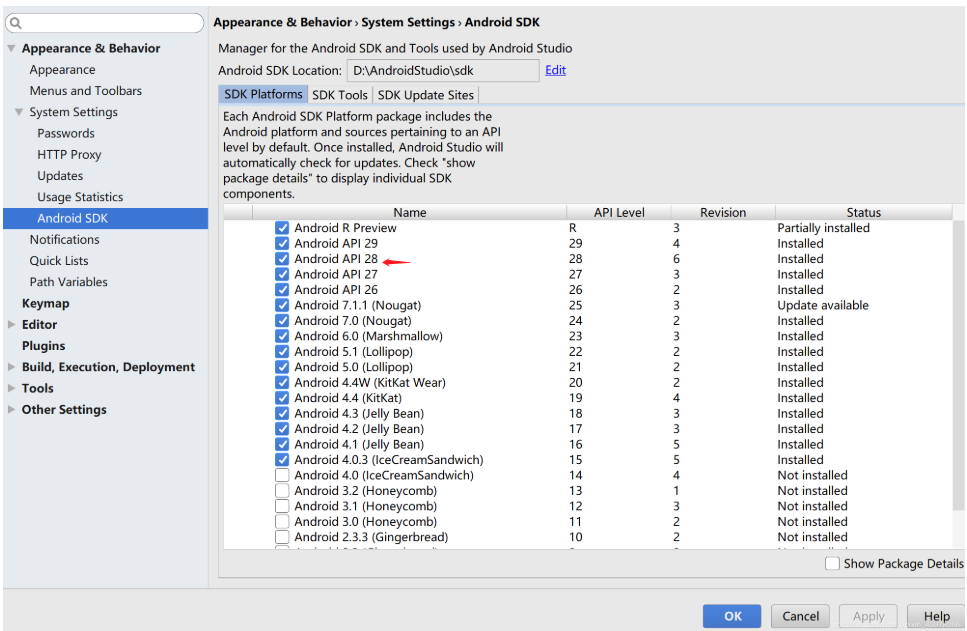 Appearance & Behavior › System Settings › Android SDK
Appearance & Behavior
Appearance
Menus and Toolbars
System Settings
Passwords
HTTP Proxy
Updates
Usage Statistics
Android SDK
Notifications
Quick Lists
Path Variables
Keymap
Editor
Plugins
Build, Execution, Deployment
Tools
Other Settings
Manager for the Android SDK and Tools used by Android Studio
Android SDK Location: D:\AndroidStudio\sdk Edit
SDK Platforms SDK Tools SDK Update Sites
Each Android SDK Platform package includes the
Android platform and sources pertaining to an API
level by default. Once installed, Android Studio will
automatically check for updates. Check "show
package details" to display individual SDK
components.
Name API Level Revision Status
Android R Preview R 3 Partially installed
Android API 29 29 4 Installed
Android API 28 28 6 Installed
Android API 27 27 3 Installed
Android API 26 26 2 Installed
Android 7.1.1 (Nougat) 25 3 Update available
Android 7.0 (Nougat) 24 2 Installed
Android 6.0 (Marshmallow) 23 3 Installed
Android 5.1 (Lollipop) 22 2 Installed
Android 5.0 (Lollipop) 21 2 Installed
Android 4.4W (KitKat Wear) 20 2 Installed
Android 4.4 (KitKat) 19 4 Installed
Android 4.3 (Jelly Bean) 18 3 Installed
Android 4.2 (Jelly Bean) 17 3 Installed
Android 4.1 (Jelly Bean) 16 5 Installed
Android 4.0.3 (IceCreamSandwich) 15 5 Installed
Android 4.0 (IceCreamSandwich) 14 4 Not installed
Android 3.2 (Honeycomb) 13 1 Not installed
Android 3.1 (Honeycomb) 12 3 Not installed
Android 3.0 (Honeycomb) 11 2 Not installed
Android 2.3.3 (Gingerbread) 10 2 Not installed
Show Package Details
OK Cancel Apply Help